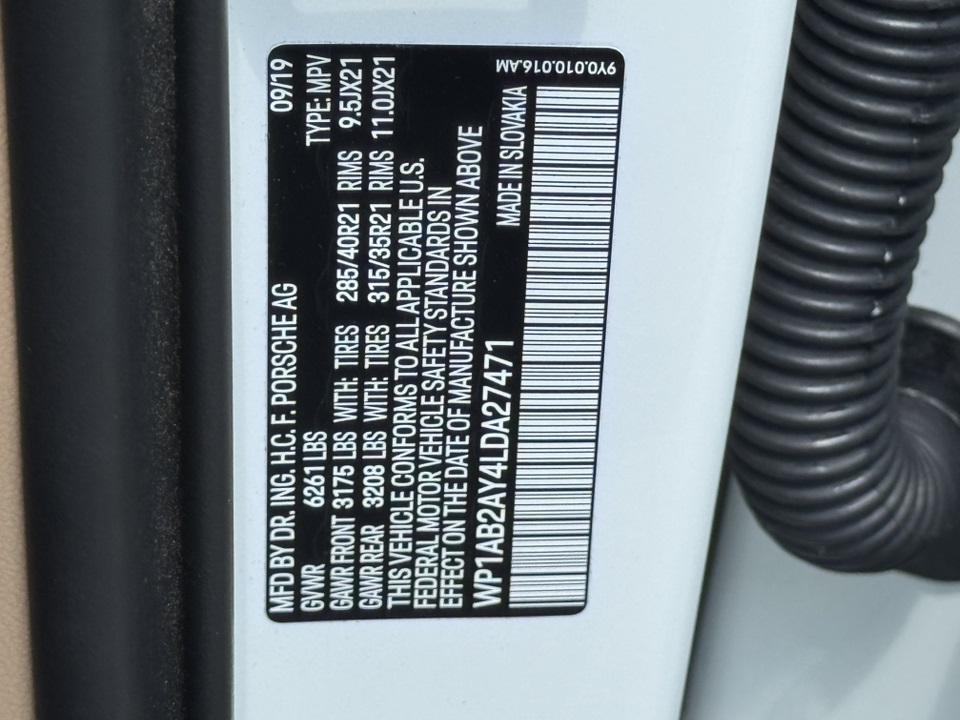 MFD BY DR. ING. H.C. F. PORSCHE AG 09/19
GVWR 6261 LBS TYPE: MPV
GAWR FRONT 3175 LBS WITH: TIRES 285/40R21 RIMS 9.5JX21
GAWR REAR 3208 LBS WITH: TIRES 315/35R21 RIMS 11.0JX21
THIS VEHICLE CONFORMS TO ALL APPLICABLE U.S.
FEDERAL MOTOR VEHICLE SAFETY STANDARDS IN
EFFECT ON THE DATE OF MANUFACTURE SHOWN ABOVE
WP1AB2AY4LDA27471 MADE IN SLOVAKIA
9Y0.010.016.AM